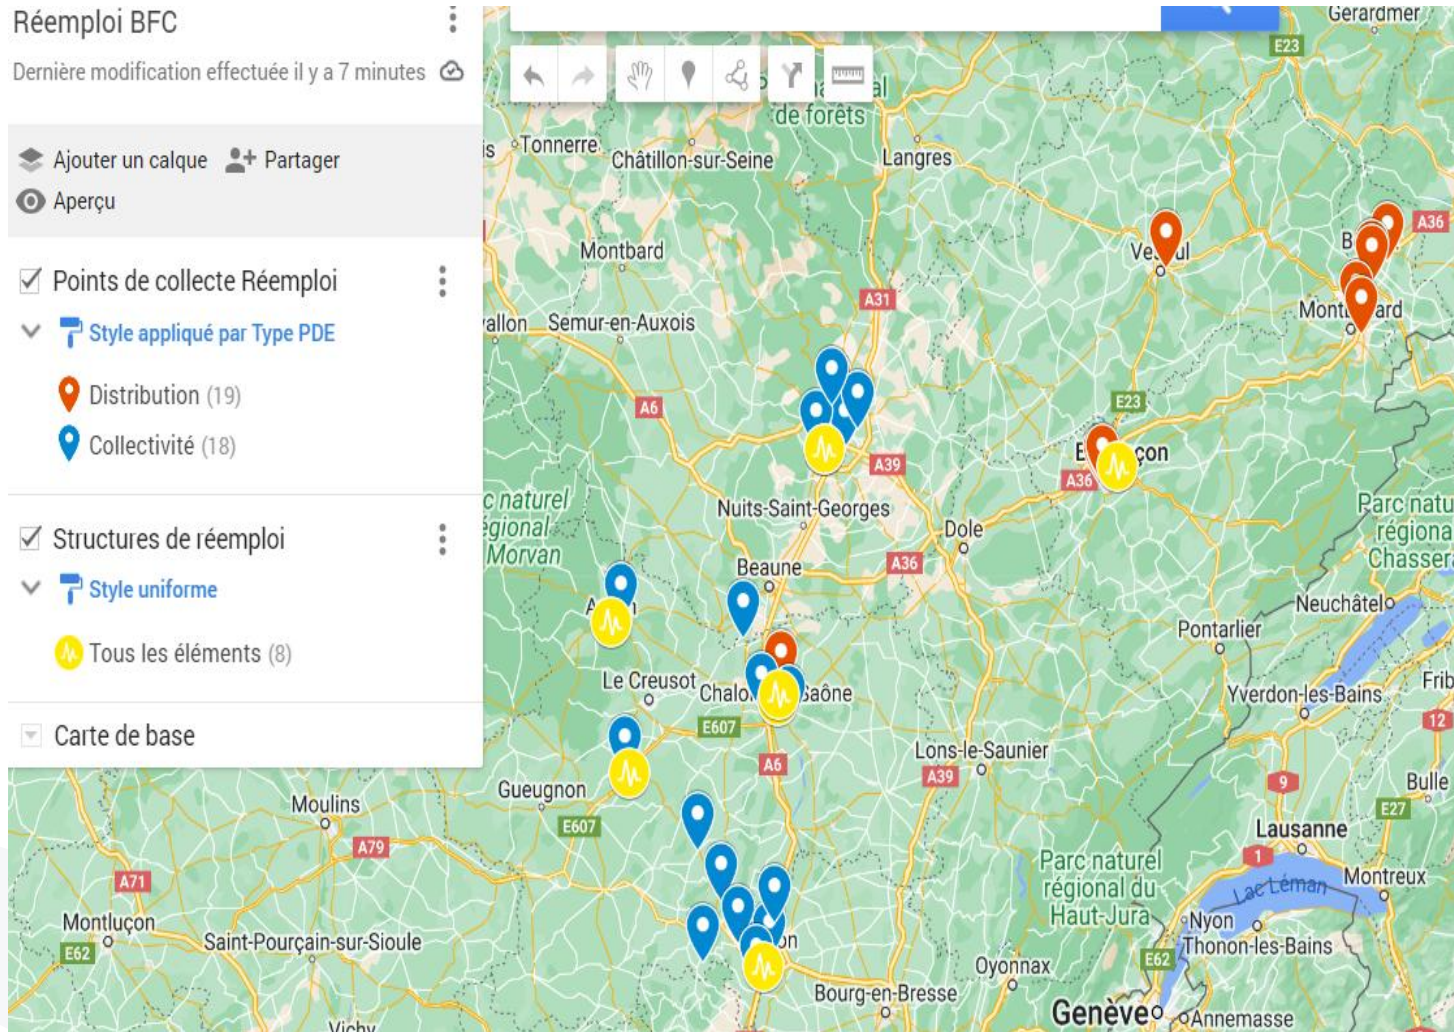 Réemploi BFC
Dernière modification effectuée il y a 7 minutes
Ajouter un calque
Partager
Aperçu
Points de collecte Réemploi
Style appliqué par Type PDE
Distribution (19)
Collectivité (18)
Structures de réemploi
Style uniforme
Tous les éléments (8)
Carte de base
Gerardmer
E23
de forêts
Tonnerre
Châtillon-sur-Seine
Langres
A36
Montbard
A31
Semur-en-Auxois
A6
E23
A39
A36
Nuits-Saint-Georges
Dole
Beaune
A36
Morvan
Neuchâtel
Pontarlier
Le Creusot
Saône
Yverdon-les-Bains
E607
12
Lons-le-Saunier
A6
A39
9
Bulle
Gueugnon
Moulins
E607
E27
A79
Lausanne
1
Parc naturel
régional du
Haut-Jura
Lac Léman
Montreux
A71
Montluçon
E62
Saint-Pourçain-sur-Sioule
Nyon
Thonon-les-Bains
E62
Oyonnax
Bourg-en-Bresse
Genève
Annemasse
Vichy